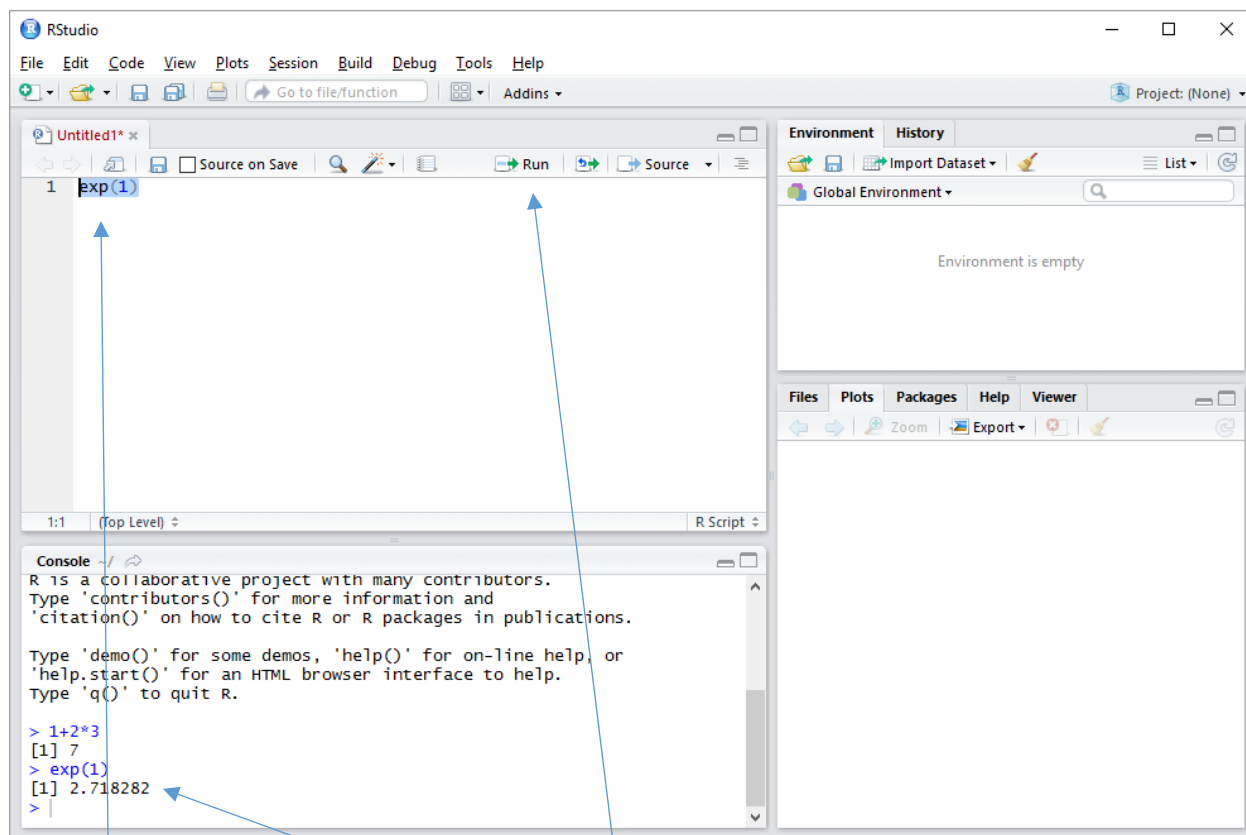 RStudio
File Edit Code View Plots Session Build Debug Tools Help
Go to file/function Addins Project: (None)
Untitled1*
Source on Save Run Source
1 exp(1)
1:1 (Top Level) R Script
Console ~/
R is a collaborative project with many contributors.
Type 'contributors()' for more information and
'citation()' on how to cite R or R packages in publications.
Type 'demo()' for some demos, 'help()' for on-line help, or
'help.start()' for an HTML browser interface to help.
Type 'q()' to quit R.
> 1+2*3
[1] 7
> exp(1)
[1] 2.718282
>
Environment History
Import Dataset List
Global Environment
Environment is empty
Files Plots Packages Help Viewer
Zoom Export